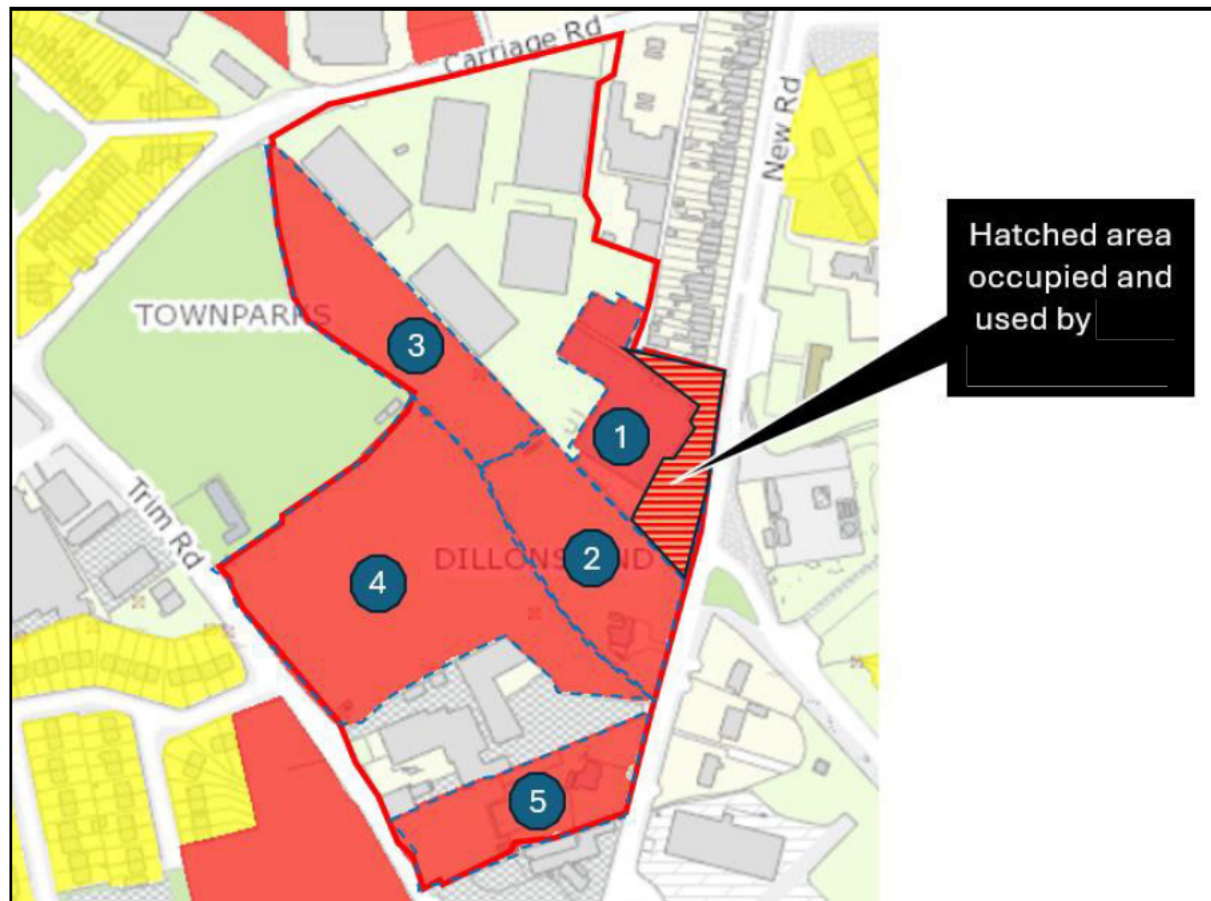 Carriage Rd
New Rd
Hatched area
occupied and
used by
TOWNPARKS
3
1
Trim Rd
DILLONSLAND
2
4
5